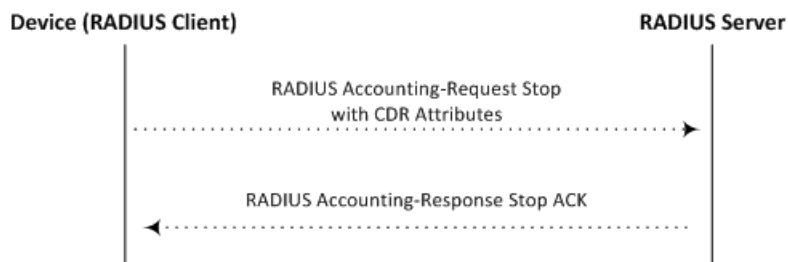 Device (RADIUS Client)
RADIUS Server
RADIUS Accounting-Request Stop
with CDR Attributes
RADIUS Accounting-Response Stop ACK